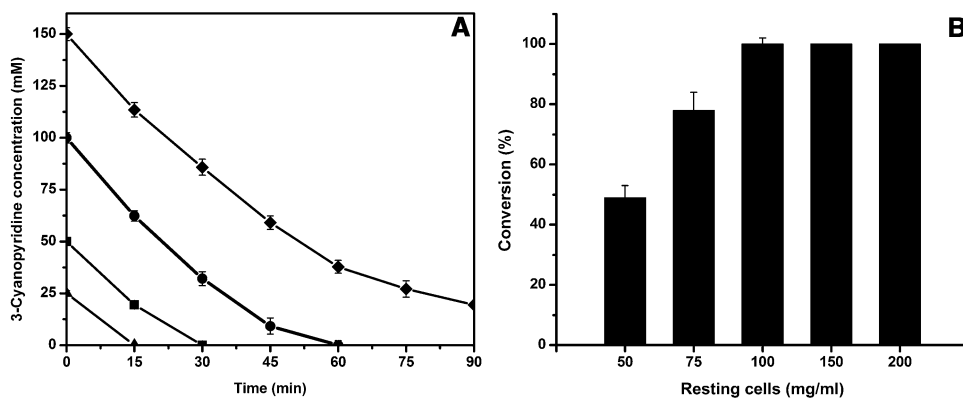 A
3-Cyanopyridine concentration (mM)
150
125
100
75
50
25
0
0 15 30 45 60 75 90
Time (min)
B
Conversion (%)
100
80
60
40
20
0
50 75 100 150 200
Resting cells (mg/ml)